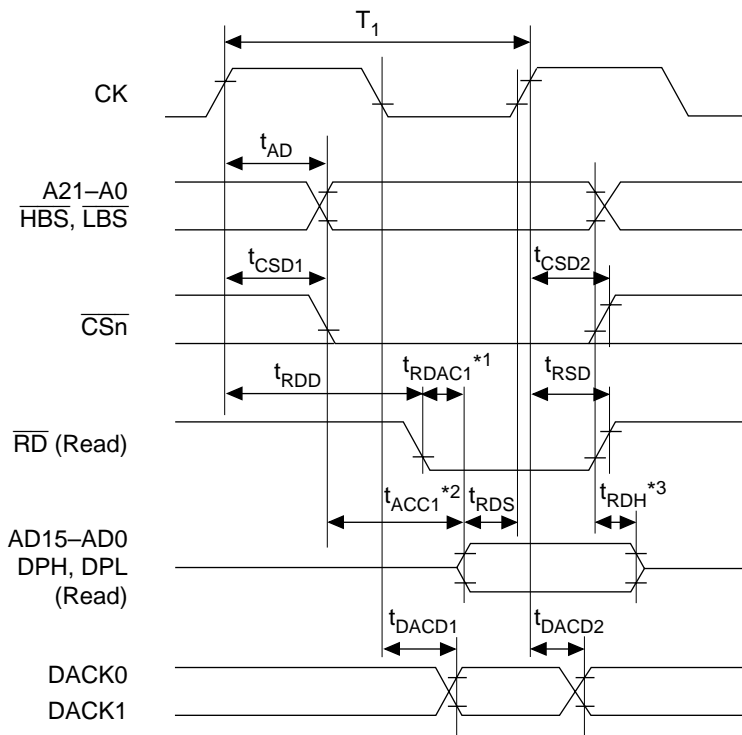 T1
CK
tAD
A21–A0
HBS, LBS
tCSD1
tCSD2
CSn
tRDD
tRDAC1*1
tRSD
RD (Read)
tACC1*2
tRDS
tRDH*3
AD15–AD0
DPH, DPL
(Read)
tDACD1
tDACD2
DACK0
DACK1